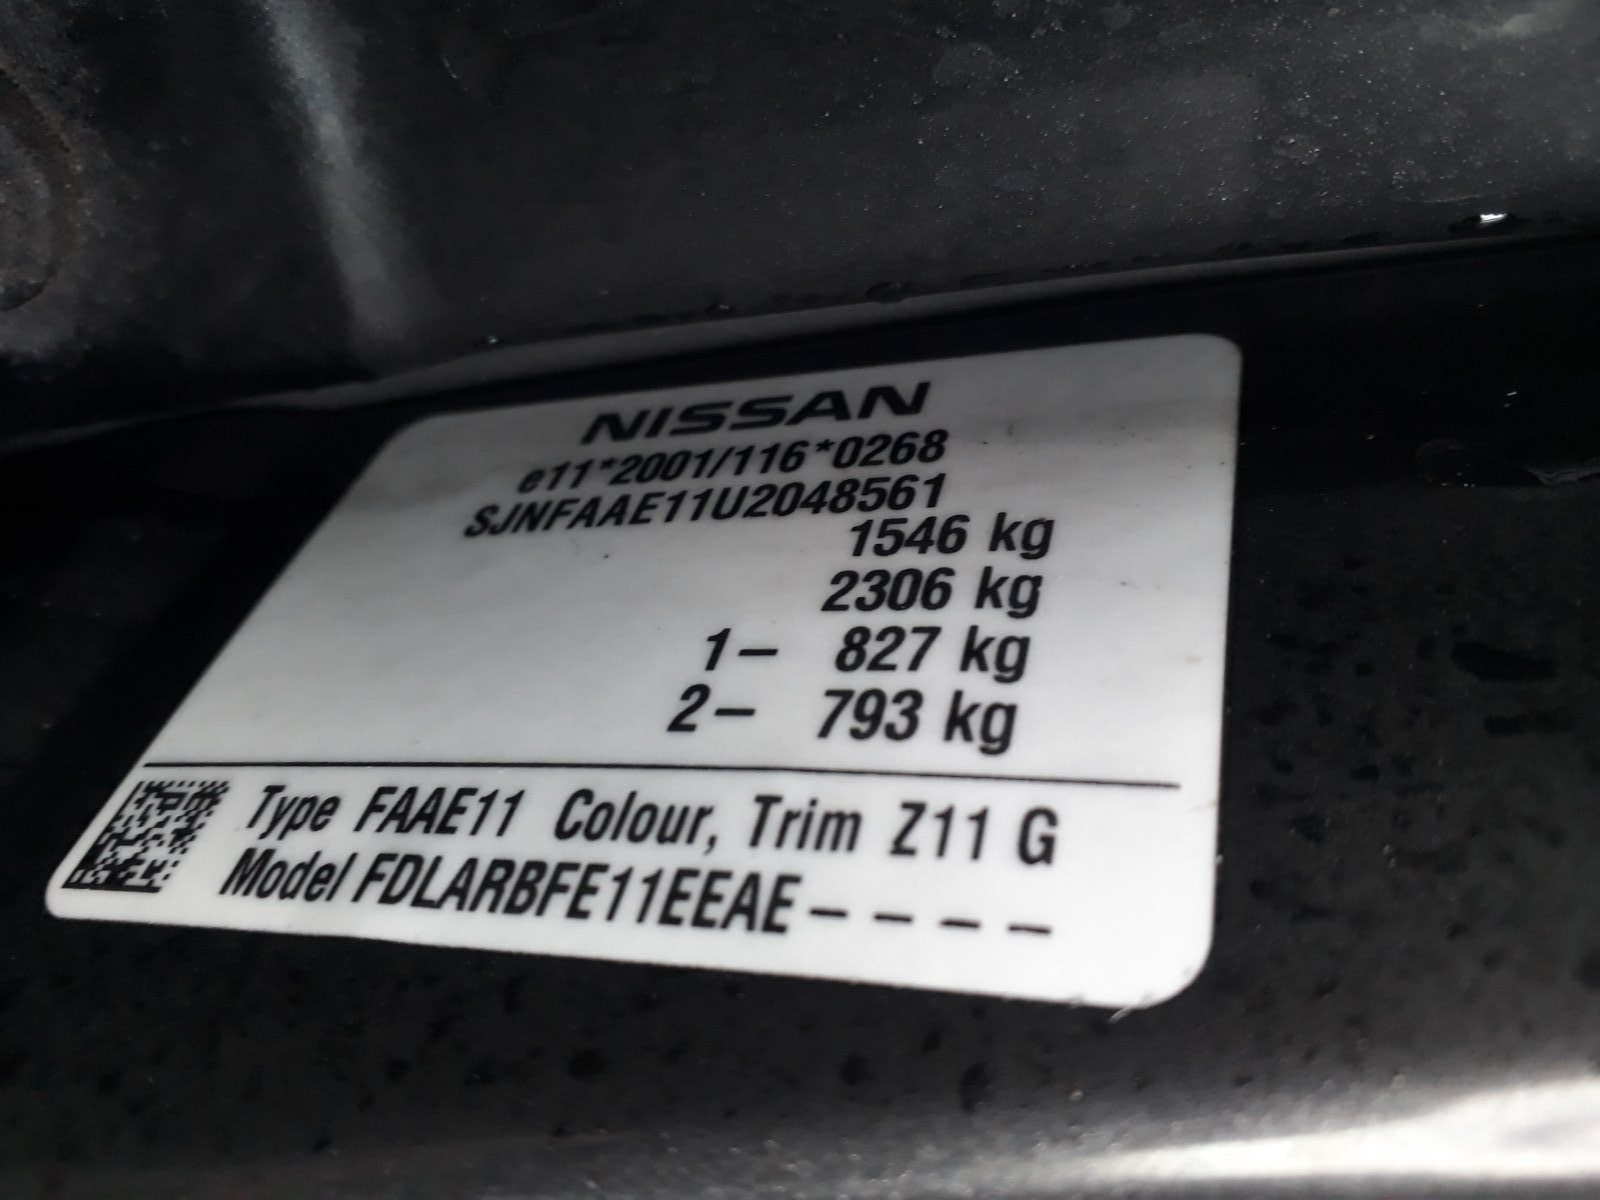 NISSAN
e11*2001/116*0268
SJNFAAE11U2048561
1546 kg
2306 kg
1– 827 kg
2– 793 kg
Type FAAE11 Colour, Trim Z11 G
Model FDLARBFE11EEAE– – – –